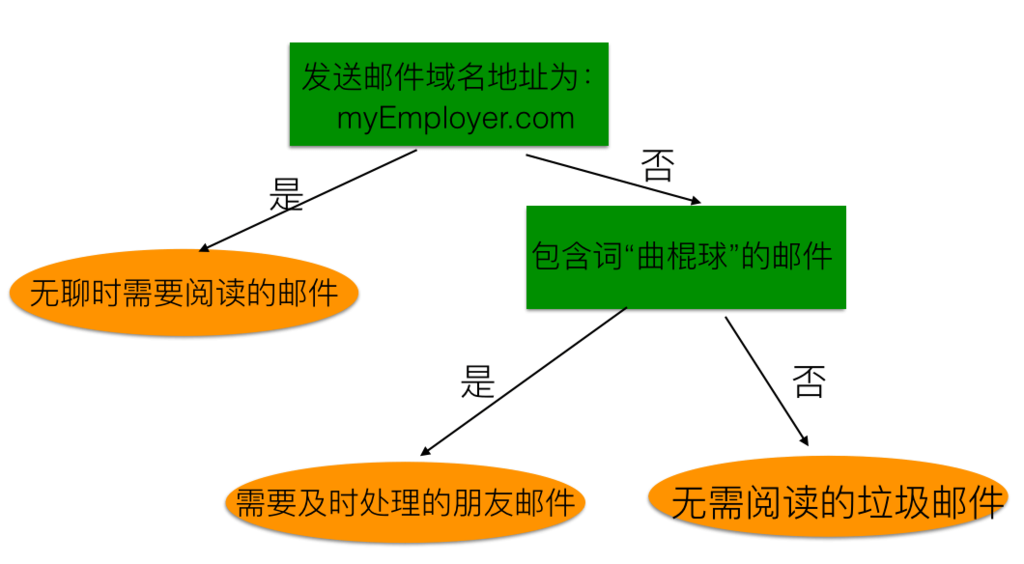 发送邮件域名地址为：
myEmployer.com
是
否
包含词“曲棍球”的邮件
无聊时需要阅读的邮件
是
否
需要及时处理的朋友邮件
无需阅读的垃圾邮件